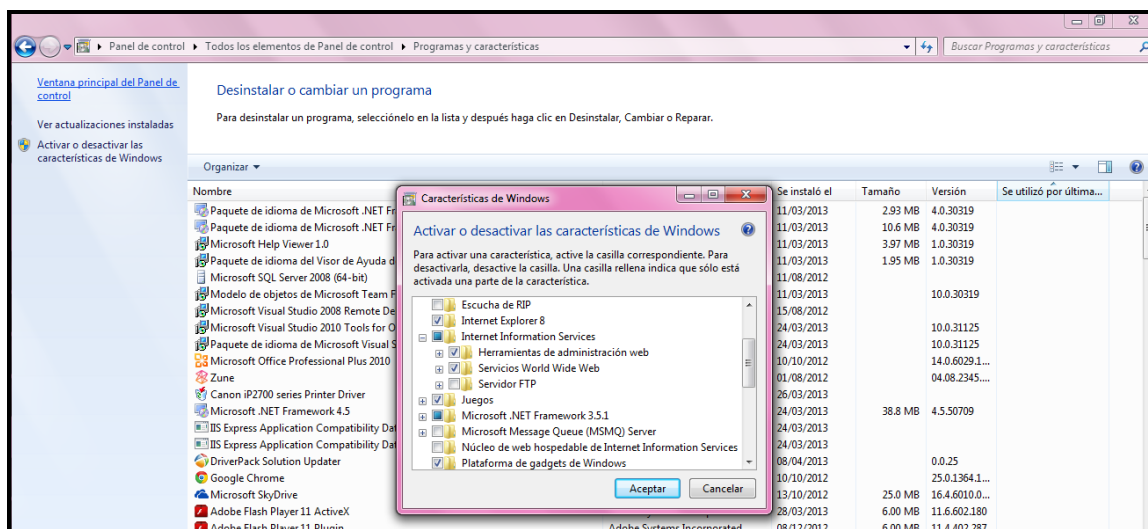 Panel de control ▸ Todos los elementos de Panel de control ▸ Programas y características
Buscar Programas y características
Ventana principal del Panel de
control
Ver actualizaciones instaladas
Activar o desactivar las
características de Windows
Desinstalar o cambiar un programa
Para desinstalar un programa, selecciónelo en la lista y después haga clic en Desinstalar, Cambiar o Reparar.
Organizar
Nombre Se instaló el Tamaño Versión Se utilizó por última...
Paquete de idioma de Microsoft .NET Fr 11/03/2013 2.93 MB 4.0.30319
Paquete de idioma de Microsoft .NET Fr 11/03/2013 10.6 MB 4.0.30319
Microsoft Help Viewer 1.0 11/03/2013 3.97 MB 1.0.30319
Paquete de idioma del Visor de Ayuda d 11/03/2013 1.95 MB 1.0.30319
Microsoft SQL Server 2008 (64-bit) 11/08/2012
Modelo de objetos de Microsoft Team F 11/03/2013 10.0.30319
Microsoft Visual Studio 2008 Remote De 15/08/2012
Microsoft Visual Studio 2010 Tools for O 24/03/2013 10.0.31125
Paquete de idioma de Microsoft Visual S 24/03/2013 10.0.31125
Microsoft Office Professional Plus 2010 10/10/2012 14.0.6029.1...
Zune 01/08/2012 04.08.2345....
Canon iP2700 series Printer Driver 26/03/2013
Microsoft .NET Framework 4.5 24/03/2013 38.8 MB 4.5.50709
IIS Express Application Compatibility Dat 24/03/2013
IIS Express Application Compatibility Dat 24/03/2013
DriverPack Solution Updater 08/04/2013 0.0.25
Google Chrome 10/10/2012 25.0.1364.1...
Microsoft SkyDrive 13/10/2012 25.0 MB 16.4.6010.0...
Adobe Flash Player 11 ActiveX 28/03/2013 6.00 MB 11.6.602.180
Adobe Flash Player 11 Plugin Adobe Systems Incorporated 08/12/2012 6.00 MB 11.4.402.287
Características de Windows
Activar o desactivar las características de Windows
Para activar una característica, active la casilla correspondiente. Para
desactivarla, desactive la casilla. Una casilla rellena indica que sólo está
activada una parte de la característica.
Escucha de RIP
Internet Explorer 8
Internet Information Services
Herramientas de administración web
Servicios World Wide Web
Servidor FTP
Juegos
Microsoft .NET Framework 3.5.1
Microsoft Message Queue (MSMQ) Server
Núcleo de web hospedable de Internet Information Services
Plataforma de gadgets de Windows
Aceptar Cancelar